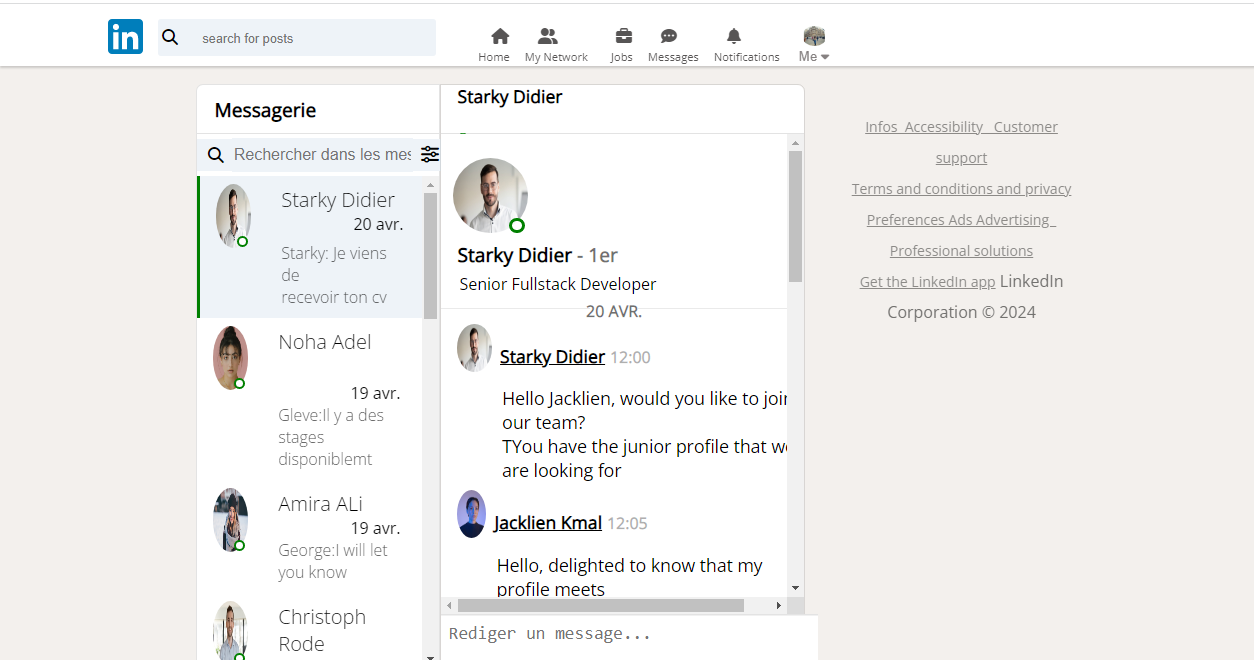 in
search for posts
Home
My Network
Jobs
Messages
Notifications
Me
Messagerie
Rechercher dans les mes
Starky Didier
20 avr.
Starky: Je viens
de
recevoir ton cv
Noha Adel
19 avr.
Gleve:Il y a des
stages
disponiblemt
Amira ALi
19 avr.
George:I will let
you know
Christoph
Rode
Starky Didier
Starky Didier - 1er
Senior Fullstack Developer
20 AVR.
Starky Didier 12:00
Hello Jacklien, would you like to join
our team?
TYou have the junior profile that we
are looking for
Jacklien Kmal 12:05
Hello, delighted to know that my
profile meets
Rediger un message...
Infos Accessibility Customer
support
Terms and conditions and privacy
Preferences Ads Advertising
Professional solutions
Get the LinkedIn app LinkedIn
Corporation © 2024